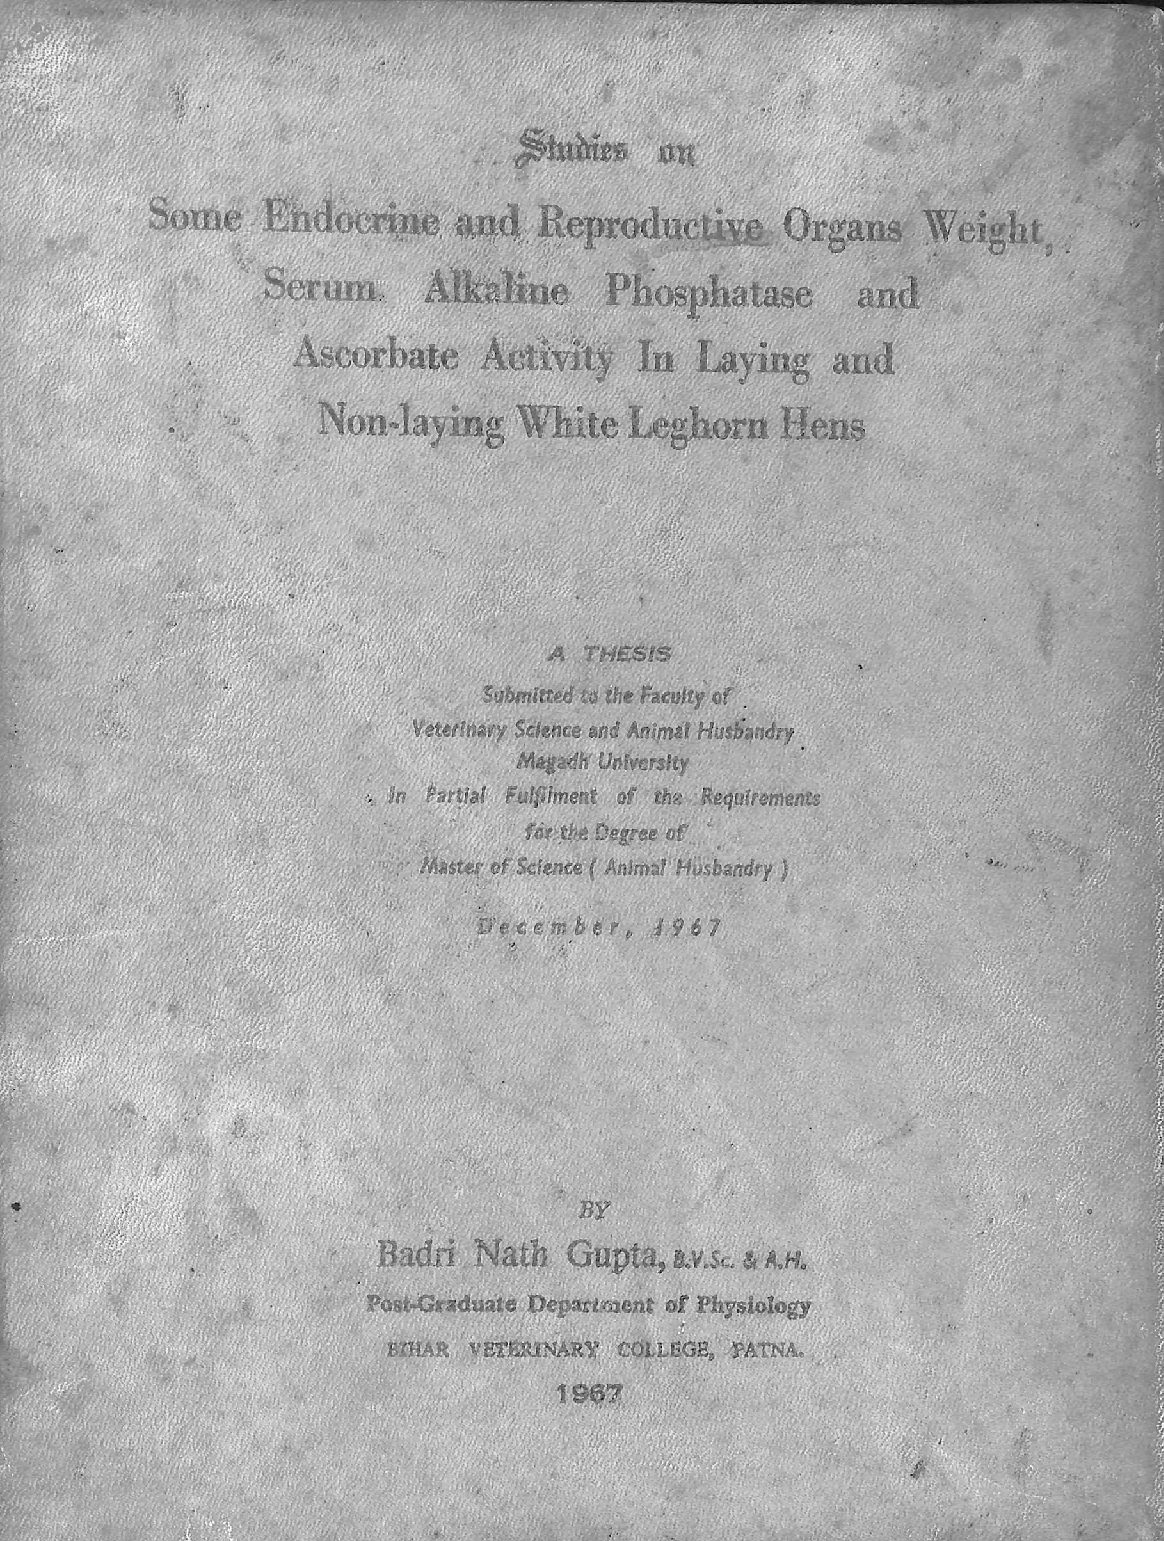 Studies on
Some Endocrine and Reproductive Organs Weight,
Serum Alkaline Phosphatase and
Ascorbate Activity In Laying and
Non-laying White Leghorn Hens
A THESIS
Submitted to the Faculty of
Veterinary Science and Animal Husbandry
Magadh University
In Partial Fulfilment of the Requirements
for the Degree of
Master of Science ( Animal Husbandry )
December, 1967
BY
Badri Nath Gupta, B.V.Sc. & A.H.
Post-Graduate Department of Physiology
BIHAR VETERINARY COLLEGE, PATNA.
1967